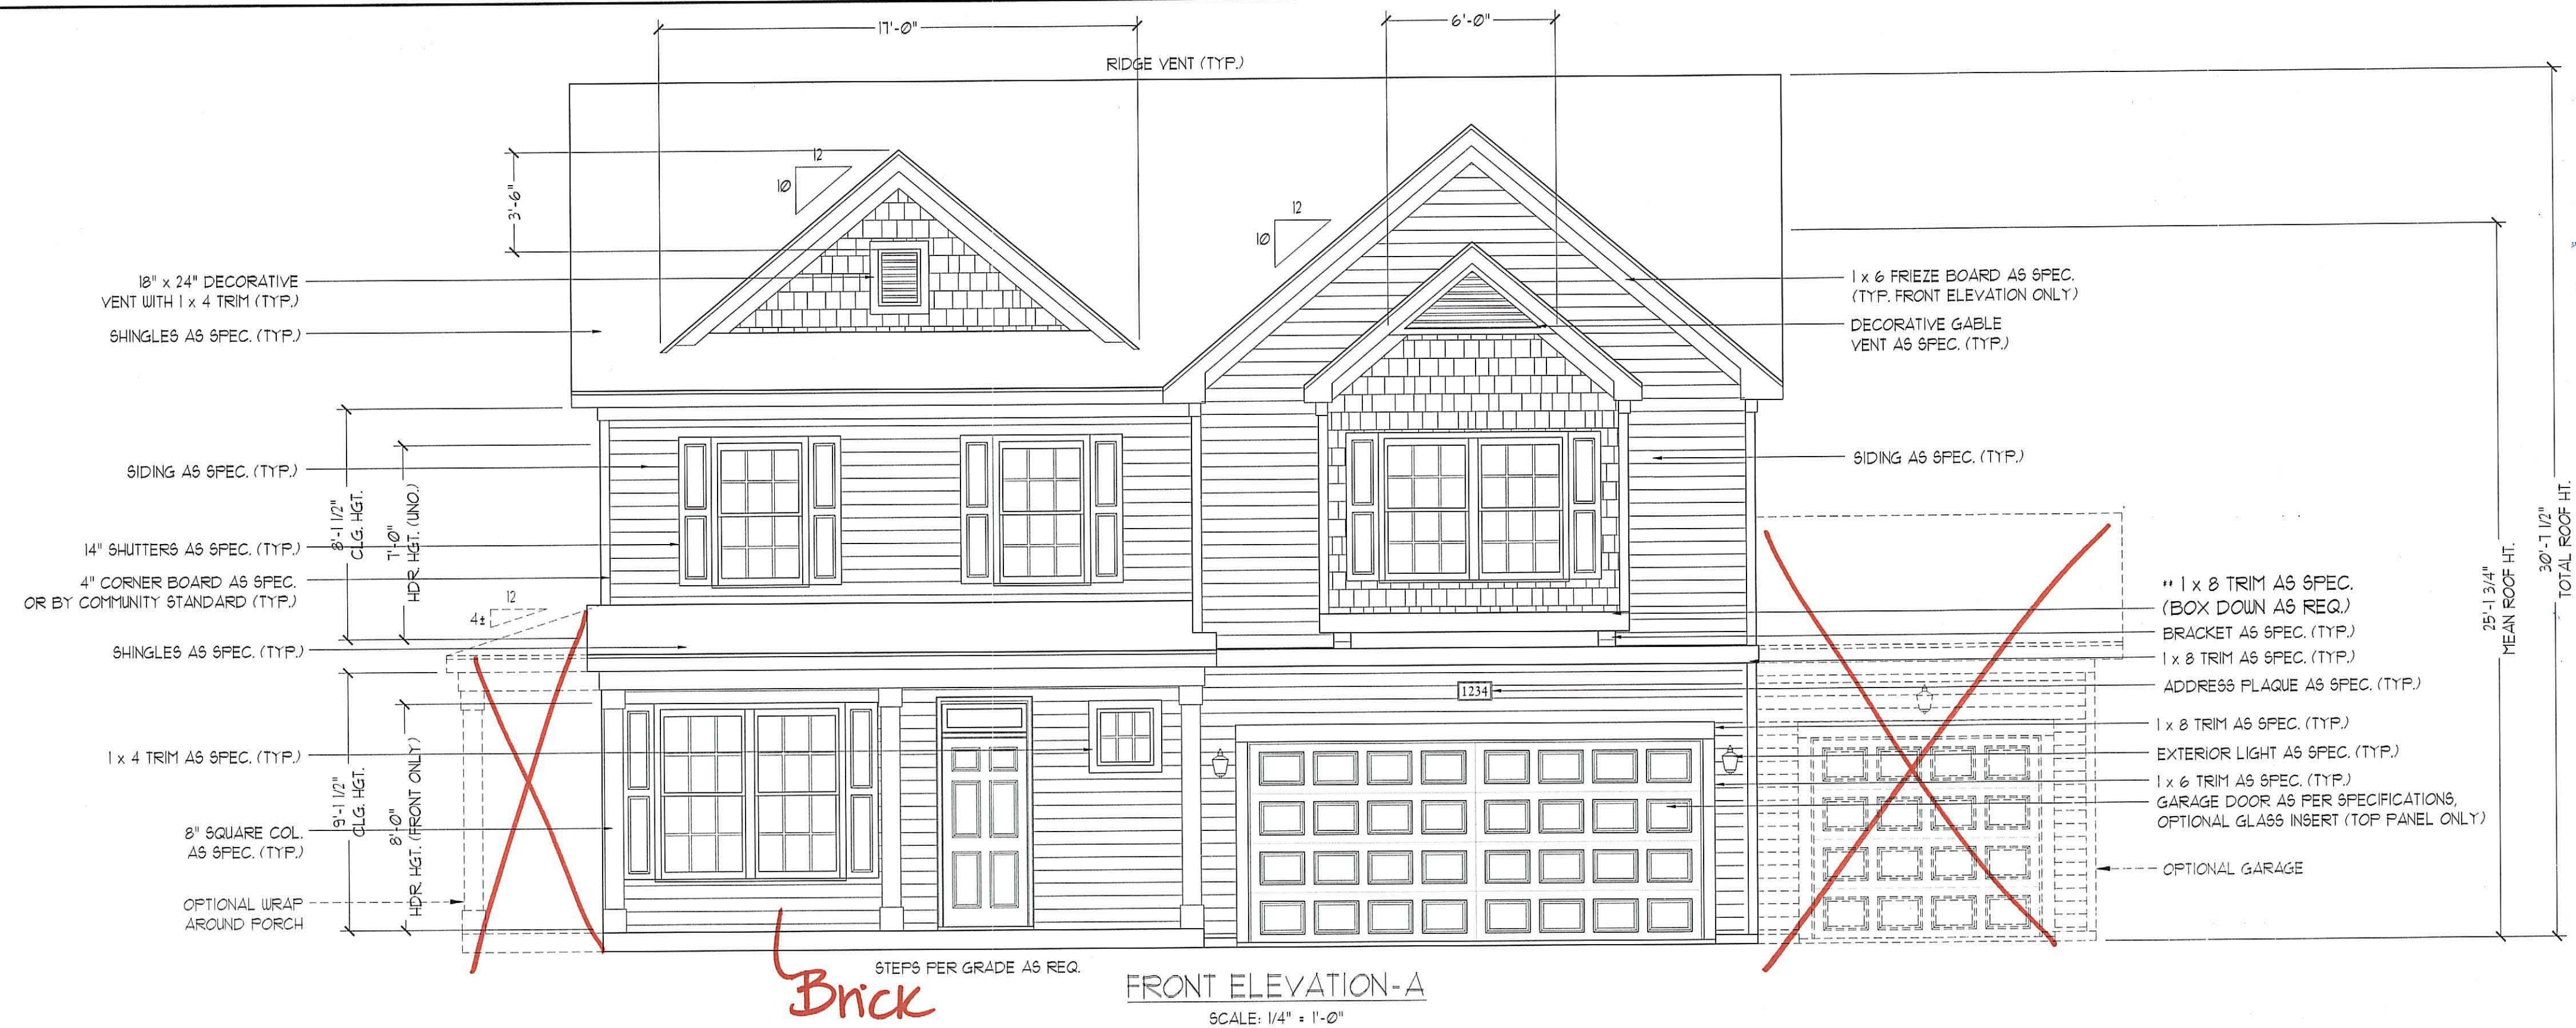 17'-0"
6'-0"
RIDGE VENT (TYP.)
12
10
3'-6"
12
10
18" x 24" DECORATIVE
VENT WITH 1 x 4 TRIM (TYP.)
SHINGLES AS SPEC. (TYP.)
1 x 6 FRIEZE BOARD AS SPEC.
(TYP. FRONT ELEVATION ONLY)
DECORATIVE GABLE
VENT AS SPEC. (TYP.)
SIDING AS SPEC. (TYP.)
SIDING AS SPEC. (TYP.)
8'-1 1/2"
CLG. HGT.
7'-0"
HDR. HGT. (UNO.)
14" SHUTTERS AS SPEC. (TYP.)
4" CORNER BOARD AS SPEC.
OR BY COMMUNITY STANDARD (TYP.)
12
4±
SHINGLES AS SPEC. (TYP.)
30'-7 1/2"
TOTAL ROOF HT.
25'-1 3/4"
MEAN ROOF HT.
" 1 x 8 TRIM AS SPEC.
(BOX DOWN AS REQ.)
BRACKET AS SPEC. (TYP.)
1 x 8 TRIM AS SPEC. (TYP.)
1234
ADDRESS PLAQUE AS SPEC. (TYP.)
1 x 8 TRIM AS SPEC. (TYP.)
EXTERIOR LIGHT AS SPEC. (TYP.)
1 x 6 TRIM AS SPEC. (TYP.)
GARAGE DOOR AS PER SPECIFICATIONS,
OPTIONAL GLASS INSERT (TOP PANEL ONLY)
OPTIONAL GARAGE
1 x 4 TRIM AS SPEC. (TYP.)
9'-1 1/2"
CLG. HGT.
8'-0"
HDR. HGT. (FRONT ONLY)
8" SQUARE COL.
AS SPEC. (TYP.)
OPTIONAL WRAP
AROUND PORCH
STEPS PER GRADE AS REQ.
Brick
FRONT ELEVATION-A
SCALE: 1/4" = 1'-0"